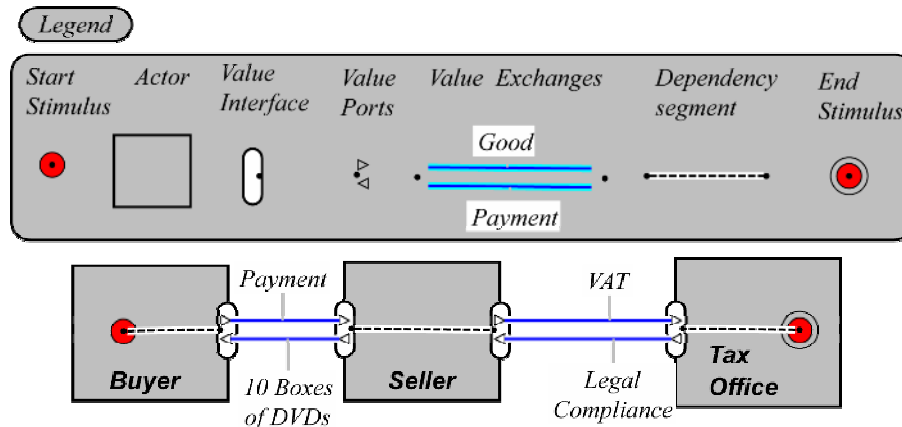 Legend
Start
Stimulus
Actor
Value
Interface
Value
Ports
Value Exchanges
Dependency
segment
End
Stimulus
Good
Payment
Payment
VAT
Buyer
10 Boxes
of DVDs
Seller
Legal
Compliance
Tax
Office